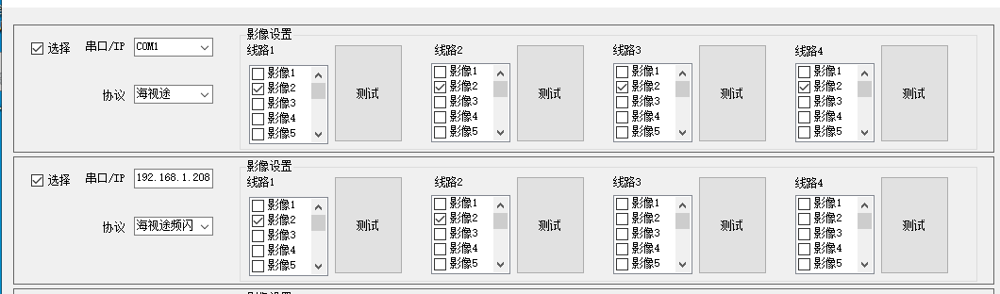 影像设置
选择 串口/IP COM1 线路1 线路2 线路3 线路4
影像1 影像1 影像1 影像1
影像2 影像2 影像2 影像2
协议 海视途 影像3 测试 影像3 测试 影像3 测试 影像3 测试
影像4 影像4 影像4 影像4
影像5 影像5 影像5 影像5
影像设置
选择 串口/IP 192.168.1.208 线路1 线路2 线路3 线路4
影像1 影像1 影像1 影像1
影像2 影像2 影像2 影像2
协议 海视途频闪 影像3 测试 影像3 测试 影像3 测试 影像3 测试
影像4 影像4 影像4 影像4
影像5 影像5 影像5 影像5